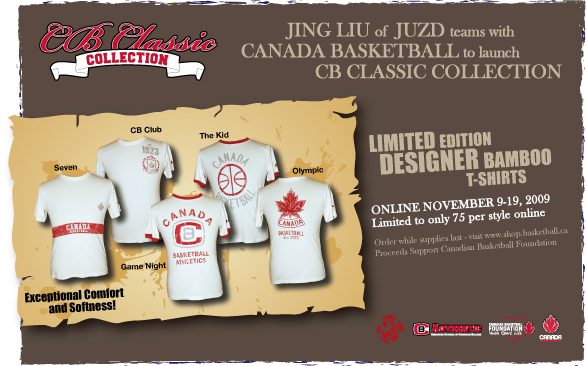 CB Classic
COLLECTION
JING LIU of JUZD teams with
CANADA BASKETBALL to launch
CB CLASSIC COLLECTION
CB Club
The Kid
Seven
Olympic
1923
CANADA
BASKETBALL
CANADA
CANADA
BASKETBALL
CANADA
CB
BASKETBALL
ATHLETICS
Game Night
Exceptional Comfort
and Softness!
LIMITED EDITION
DESIGNER BAMBOO
T-SHIRTS
ONLINE NOVEMBER 9-19, 2009
Limited to only 75 per style online
Order while supplies last - visit www.shop.basketball.ca
Proceeds Support Canadian Basketball Foundation
FOUNDATION
CANADA